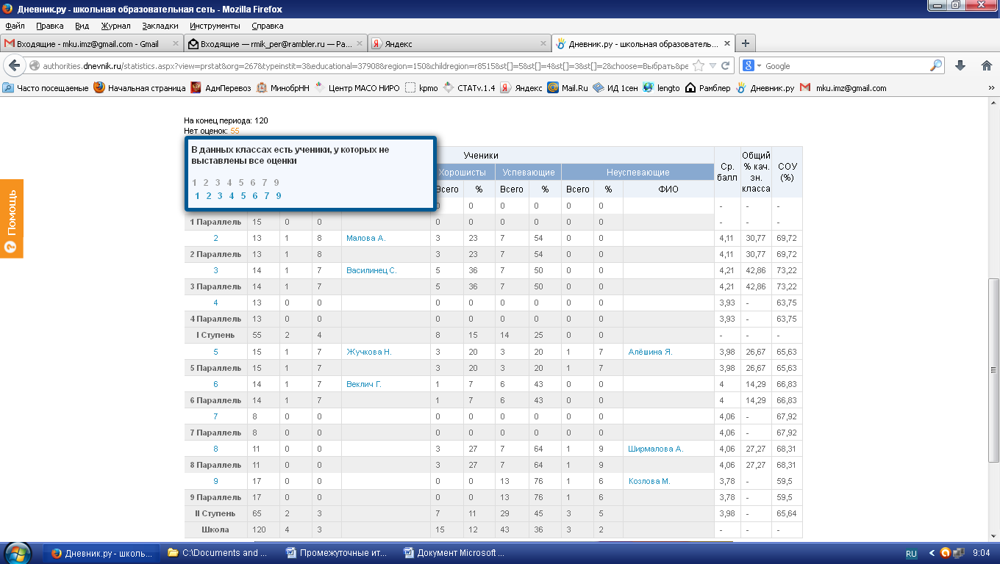 Дневник.ру - школьная образовательная сеть - Mozilla Firefox
Файл Правка Вид Журнал Закладки Инструменты Справка
Входящие - mku.imz@gmail.com - Gmail Входящие — rmik_per@rambler.ru — Ра... Яндекс Дневник.ру - школьная образователь...
authorities.dnevnik.ru/statistics.aspx?view=prstat&org=267&typeinstit=3&educational=37908&region=150&childregion=r8515&st[]=5&st[]=4&st[]=3&st[]=2&choose=Выбрать&pe Google
Часто посещаемые Начальная страница АдмПеревоз МинобрНН Центр МАСО НИРО kpmo СТАТv.1.4 Яндекс Mail.Ru ИД 1сен lengto Рамблер Дневник.ру mku.imz@gmail.com »
На конец периода: 120
Нет оценок: 55
В данных классах есть ученики, у которых не
выставлены все оценки
1 2 3 4 5 6 7 9
1 2 3 4 5 6 7 9
Помощь
Ученики Ср. балл Общий % кач. зн. класса СОУ (%)
Хорошисты Успевающие Неуспевающие
Всего % Всего % Всего % ФИО
0 0 0 0 0 0 - - -
1 Параллель 15 0 0 0 0 0 0 0 0 - - -
2 13 1 8 Малова А. 3 23 7 54 0 0 4,11 30,77 69,72
2 Параллель 13 1 8 3 23 7 54 0 0 4,11 30,77 69,72
3 14 1 7 Василинец С. 5 36 7 50 0 0 4,21 42,86 73,22
3 Параллель 14 1 7 5 36 7 50 0 0 4,21 42,86 73,22
4 13 0 0 0 0 0 0 0 0 3,93 - 63,75
4 Параллель 13 0 0 0 0 0 0 0 0 3,93 - 63,75
I Ступень 55 2 4 8 15 14 25 0 0 - - -
5 15 1 7 Жучкова Н. 3 20 3 20 1 7 Алёшина Я. 3,98 26,67 65,63
5 Параллель 15 1 7 3 20 3 20 1 7 3,98 26,67 65,63
6 14 1 7 Веклич Г. 1 7 6 43 0 0 4 14,29 66,83
6 Параллель 14 1 7 1 7 6 43 0 0 4 14,29 66,83
7 8 0 0 0 0 0 0 0 0 4,06 - 67,92
7 Параллель 8 0 0 0 0 0 0 0 0 4,06 - 67,92
8 11 0 0 3 27 7 64 1 9 Ширмалова А. 4,06 27,27 68,31
8 Параллель 11 0 0 3 27 7 64 1 9 4,06 27,27 68,31
9 17 0 0 0 0 13 76 1 6 Козлова М. 3,78 - 59,5
9 Параллель 17 0 0 0 0 13 76 1 6 3,78 - 59,5
II Ступень 65 2 3 7 11 29 45 3 5 3,98 - 65,64
Школа 120 4 3 15 12 43 36 3 2 - - -
Дневник.ру - школь... C:\Documents and ... Промежуточные ит... Документ Microsoft ... RU 9:04